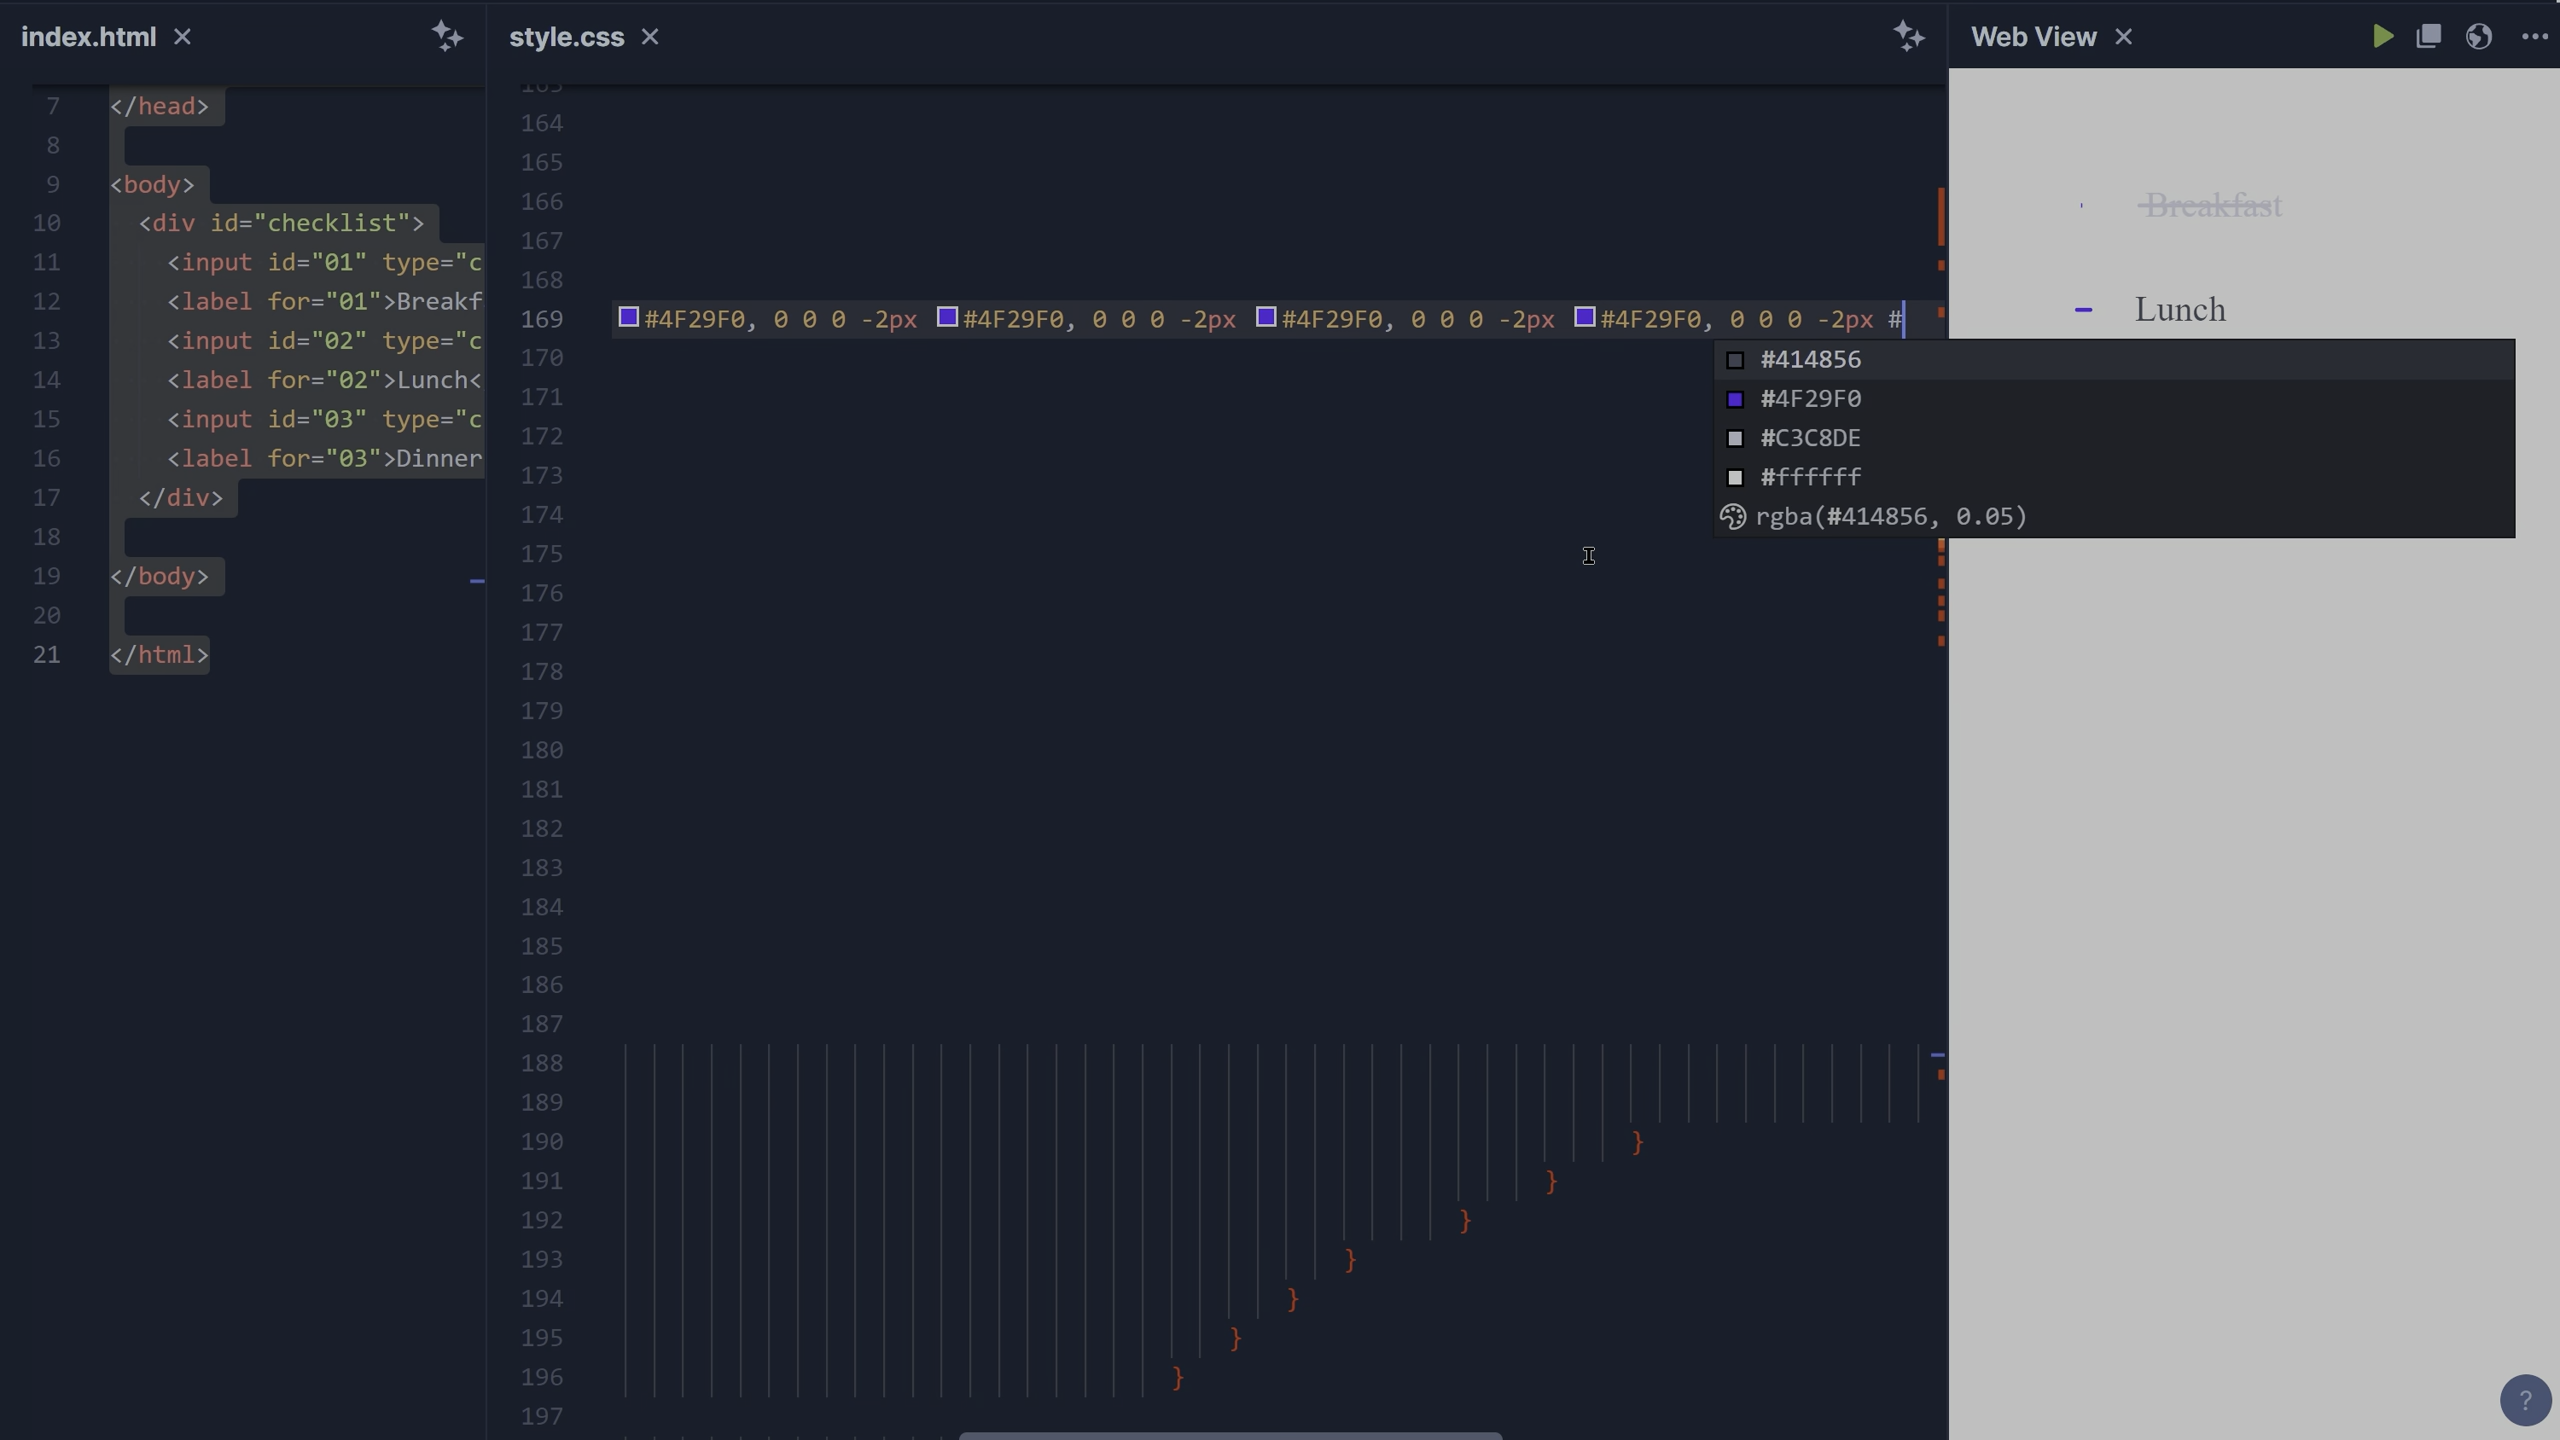 index.html
7 </head>
8
9 <body>
10 <div id="checklist">
11 <input id="01" type="c
12 <label for="01">Breakf
13 <input id="02" type="c
14 <label for="02">Lunch<
15 <input id="03" type="c
16 <label for="03">Dinner
17 </div>
18
19 </body>
20
21 </html>
style.css
163
164
165
166
167
168
169 #4F29F0, 0 0 0 -2px #4F29F0, 0 0 0 -2px #4F29F0, 0 0 0 -2px #4F29F0, 0 0 0 -2px #
170
171
172
173
174
175
176
177
178
179
180
181
182
183
184
185
186
187
188
189
190 }
191 }
192 }
193 }
194 }
195 }
196 }
197
#414856
#4F29F0
#C3C8DE
#ffffff
rgba(#414856, 0.05)
Web View
Breakfast
Lunch
?